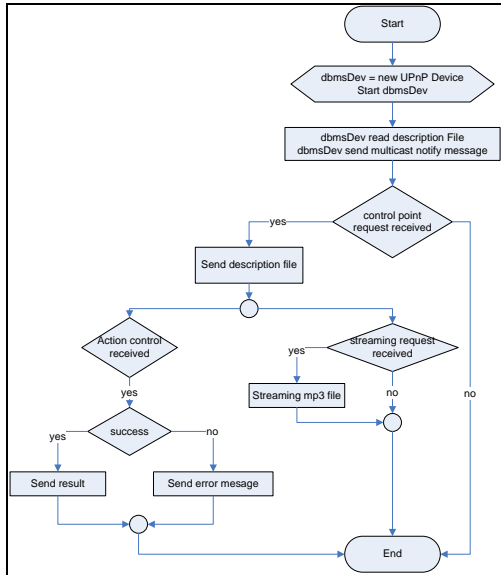 Start
dbmsDev = new UPnP Device
Start dbmsDev
dbmsDev read description File
dbmsDev send multicast notify message
control point
request received
yes
Send description file
Action control
received
streaming request
received
yes
Streaming mp3 file
no
no
yes
success
yes
no
Send result
Send error mesage
End